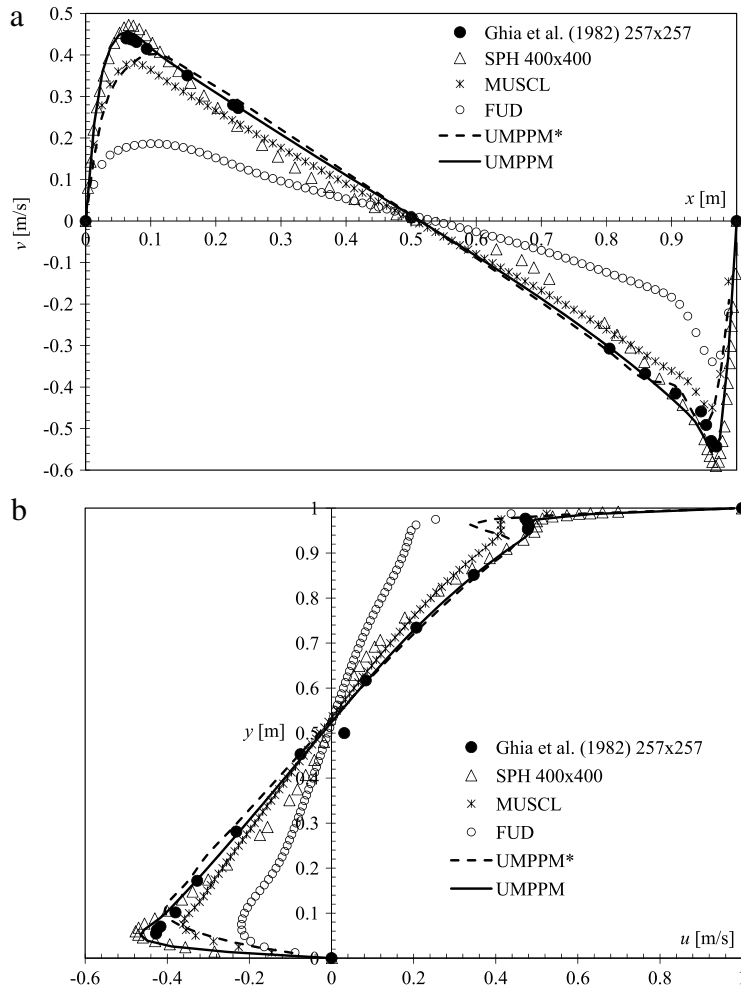 a
0.5
0.4
0.3
0.2
0.1
0
-0.1
-0.2
-0.3
-0.4
-0.5
-0.6
v [m/s]
0 0.1 0.2 0.3 0.4 0.5 0.6 0.7 0.8 0.9
x [m]
Ghia et al. (1982) 257x257
SPH 400x400
MUSCL
FUD
UMPPM*
UMPPM
b
1
0.9
0.8
0.7
0.6
0.5
0.4
0.3
0.2
0.1
0
y [m]
Ghia et al. (1982) 257x257
SPH 400x400
MUSCL
FUD
UMPPM*
UMPPM
u [m/s]
-0.6 -0.4 -0.2 0 0.2 0.4 0.6 0.8 1